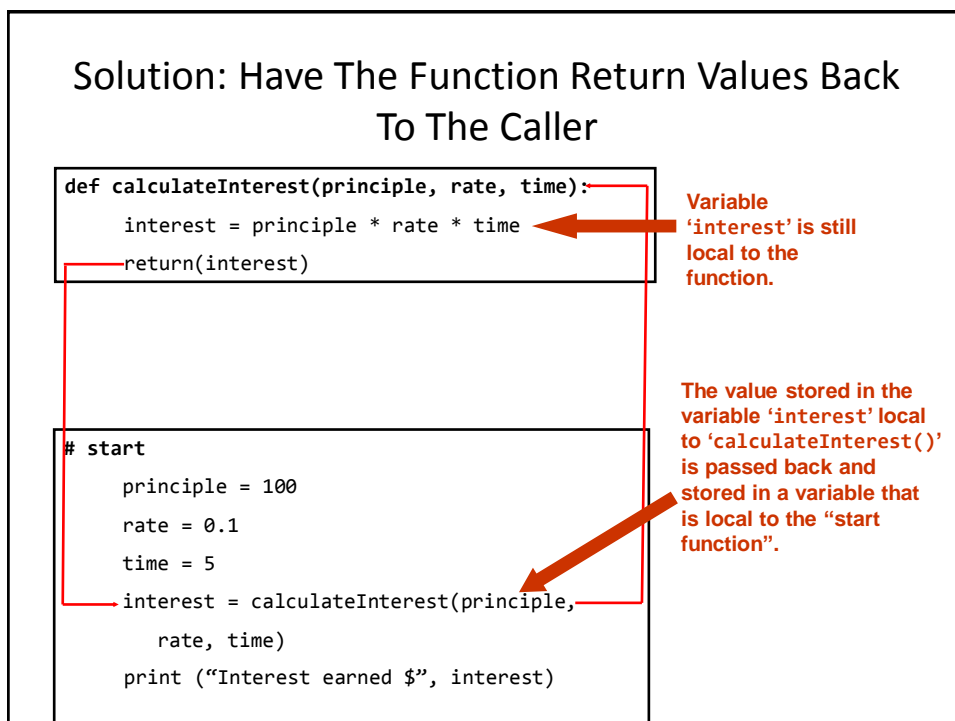 Solution: Have The Function Return Values Back
To The Caller
def calculateInterest(principle, rate, time):
interest = principle * rate * time
return(interest)
Variable
‘interest’ is still
local to the
function.
The value stored in the
variable ‘interest’ local
to ‘calculateInterest()’
is passed back and
stored in a variable that
is local to the “start
function”.
# start
principle = 100
rate = 0.1
time = 5
interest = calculateInterest(principle,
rate, time)
print (“Interest earned $”, interest)